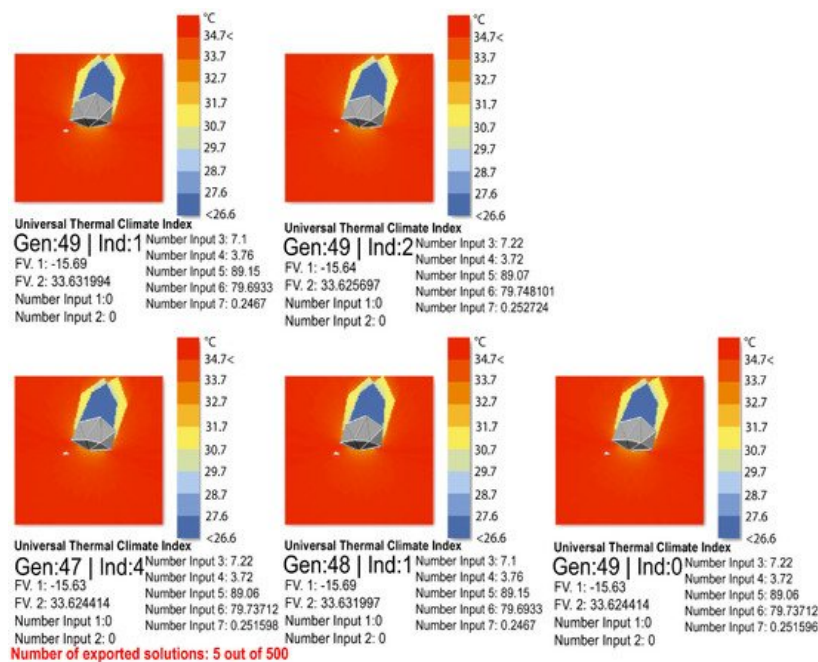 °C
34.7<
33.7
32.7
31.7
30.7
29.7
28.7
27.6
<26.6
Universal Thermal Climate Index
Gen:49 | Ind:1
FV. 1: -15.69
FV. 2: 33.631994
Number Input 1:0
Number Input 2: 0
Number Input 3: 7.1
Number Input 4: 3.76
Number Input 5: 89.15
Number Input 6: 79.6933
Number Input 7: 0.2467
°C
34.7<
33.7
32.7
31.7
30.7
29.7
28.7
27.6
<26.6
Universal Thermal Climate Index
Gen:49 | Ind:2
FV. 1: -15.64
FV. 2: 33.625697
Number Input 1:0
Number Input 2: 0
Number Input 3: 7.22
Number Input 4: 3.72
Number Input 5: 89.07
Number Input 6: 79.748101
Number Input 7: 0.252724
°C
34.7<
33.7
32.7
31.7
30.7
29.7
28.7
27.6
<26.6
Universal Thermal Climate Index
Gen:47 | Ind:4
FV. 1: -15.63
FV. 2: 33.624414
Number Input 1:0
Number Input 2: 0
Number Input 3: 7.22
Number Input 4: 3.72
Number Input 5: 89.06
Number Input 6: 79.73712
Number Input 7: 0.251598
°C
34.7<
33.7
32.7
31.7
30.7
29.7
28.7
27.6
<26.6
Universal Thermal Climate Index
Gen:48 | Ind:1
FV. 1: -15.69
FV. 2: 33.631997
Number Input 1:0
Number Input 2: 0
Number Input 3: 7.1
Number Input 4: 3.76
Number Input 5: 89.15
Number Input 6: 79.6933
Number Input 7: 0.2467
°C
34.7<
33.7
32.7
31.7
30.7
29.7
28.7
27.6
<26.6
Universal Thermal Climate Index
Gen:49 | Ind:0
FV. 1: -15.63
FV. 2: 33.624414
Number Input 1:0
Number Input 2: 0
Number Input 3: 7.22
Number Input 4: 3.72
Number Input 5: 89.06
Number Input 6: 79.73712
Number Input 7: 0.251596
Number of exported solutions: 5 out of 500